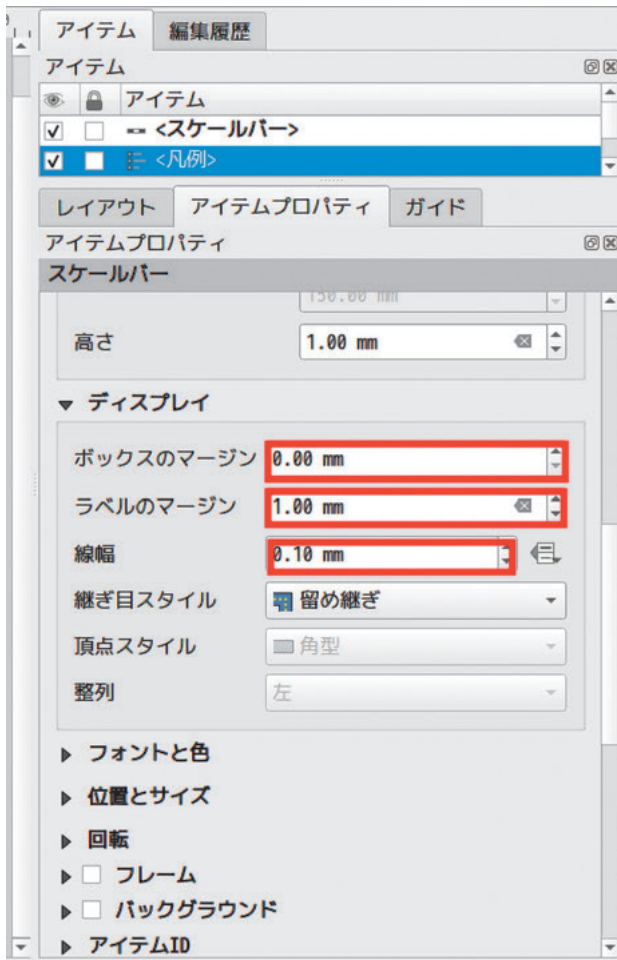 アイテム 編集履歴
アイテム
アイテム
<スケールバー>
<凡例>
レイアウト アイテムプロパティ ガイド
アイテムプロパティ
スケールバー
150.00 mm
高さ 1.00 mm
ディスプレイ
ボックスのマージン 0.00 mm
ラベルのマージン 1.00 mm
線幅 0.10 mm
継ぎ目スタイル 留め継ぎ
頂点スタイル 角型
整列 左
フォントと色
位置とサイズ
回転
フレーム
バックグラウンド
アイテムID